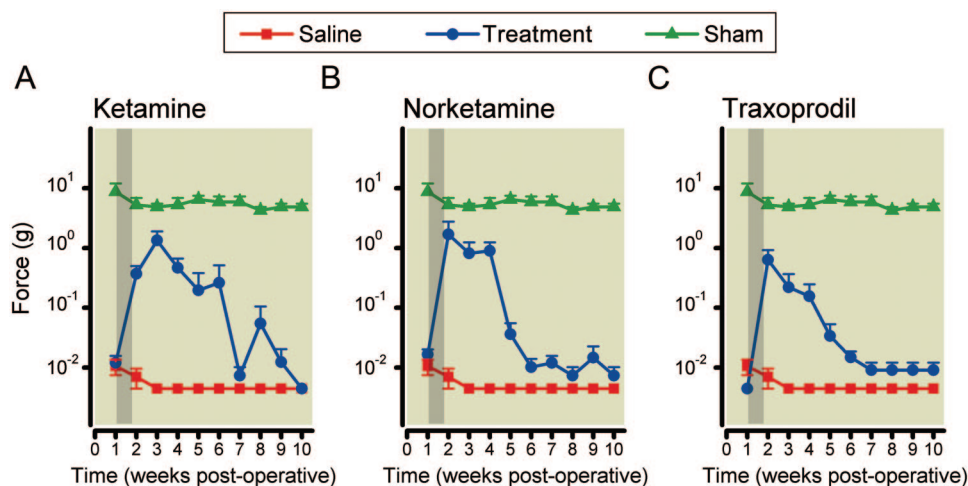 Saline Treatment Sham
A
Ketamine
B
Norketamine
C
Traxoprodil
Force (g)
10^1
10^0
10^-1
10^-2
0 1 2 3 4 5 6 7 8 9 10
Time (weeks post-operative)
10^1
10^0
10^-1
10^-2
0 1 2 3 4 5 6 7 8 9 10
Time (weeks post-operative)
10^1
10^0
10^-1
10^-2
0 1 2 3 4 5 6 7 8 9 10
Time (weeks post-operative)